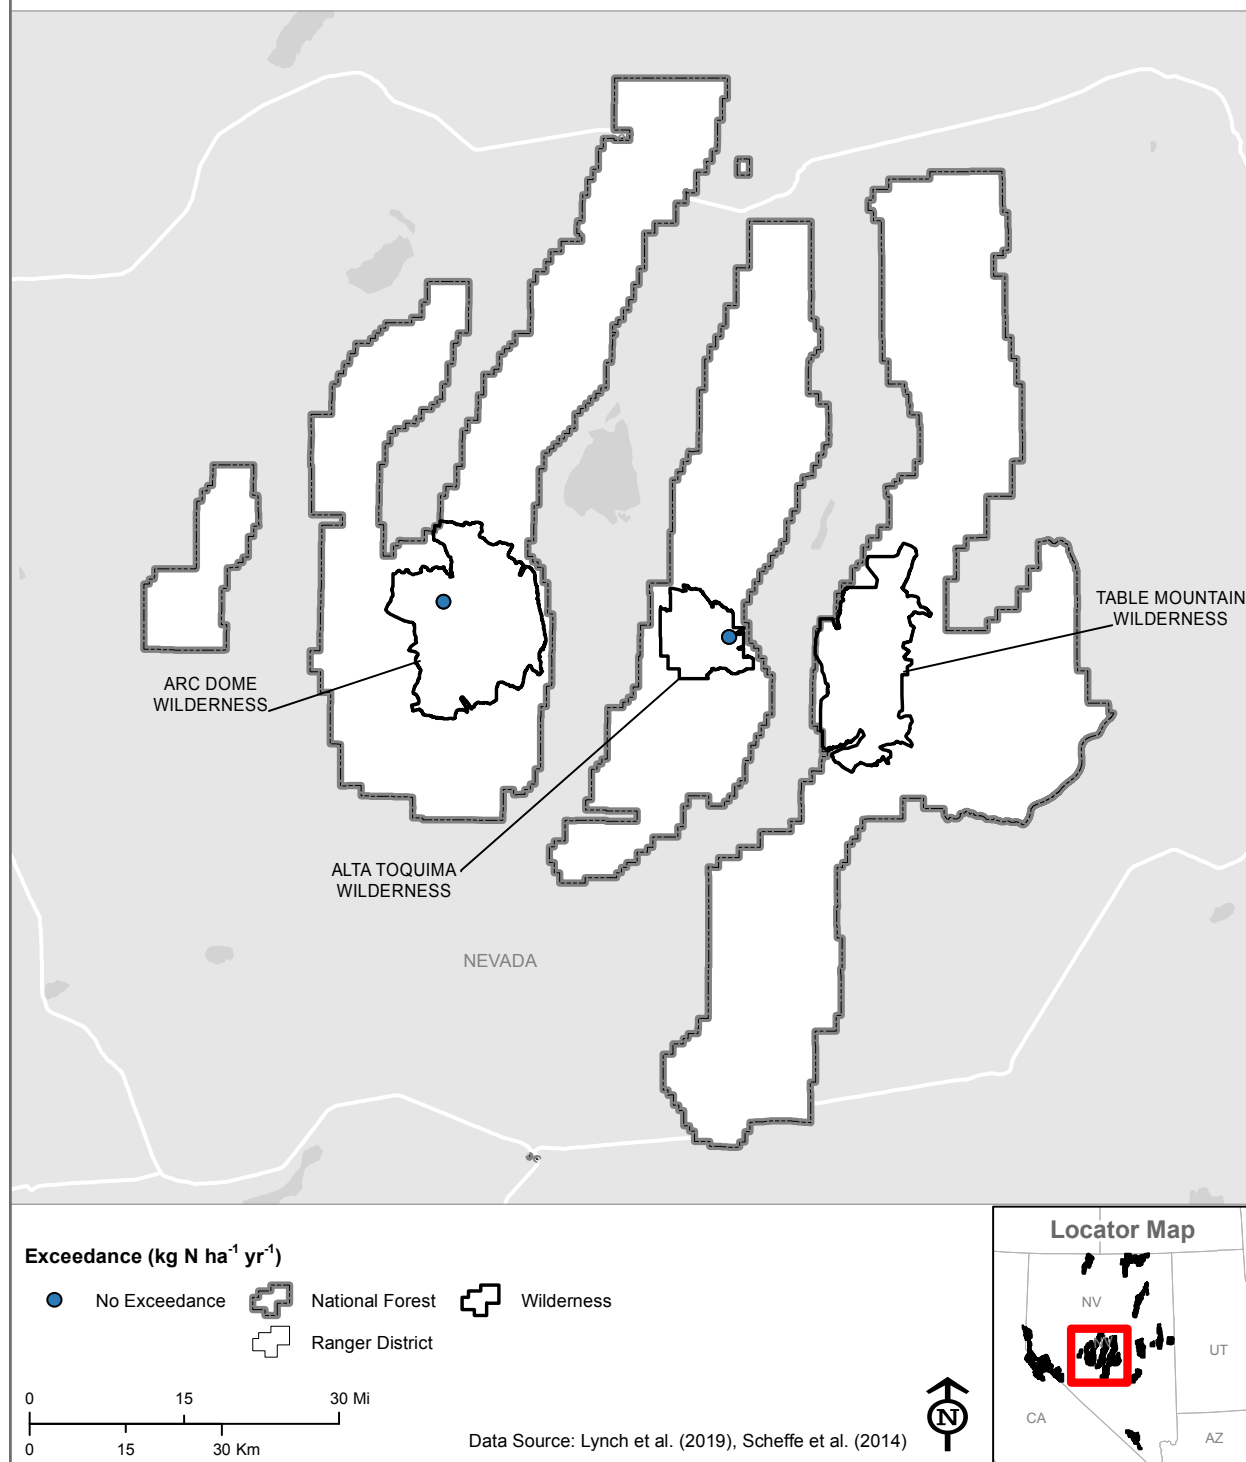 TABLE MOUNTAIN
WILDERNESS
ARC DOME
WILDERNESS
ALTA TOQUIMA
WILDERNESS
NEVADA
Exceedance (kg N ha⁻¹ yr⁻¹)
No Exceedance
National Forest
Wilderness
Ranger District
0 15 30 Mi
0 15 30 Km
Data Source: Lynch et al. (2019), Scheffe et al. (2014)
N
Locator Map
NV
NV
UT
CA
AZ